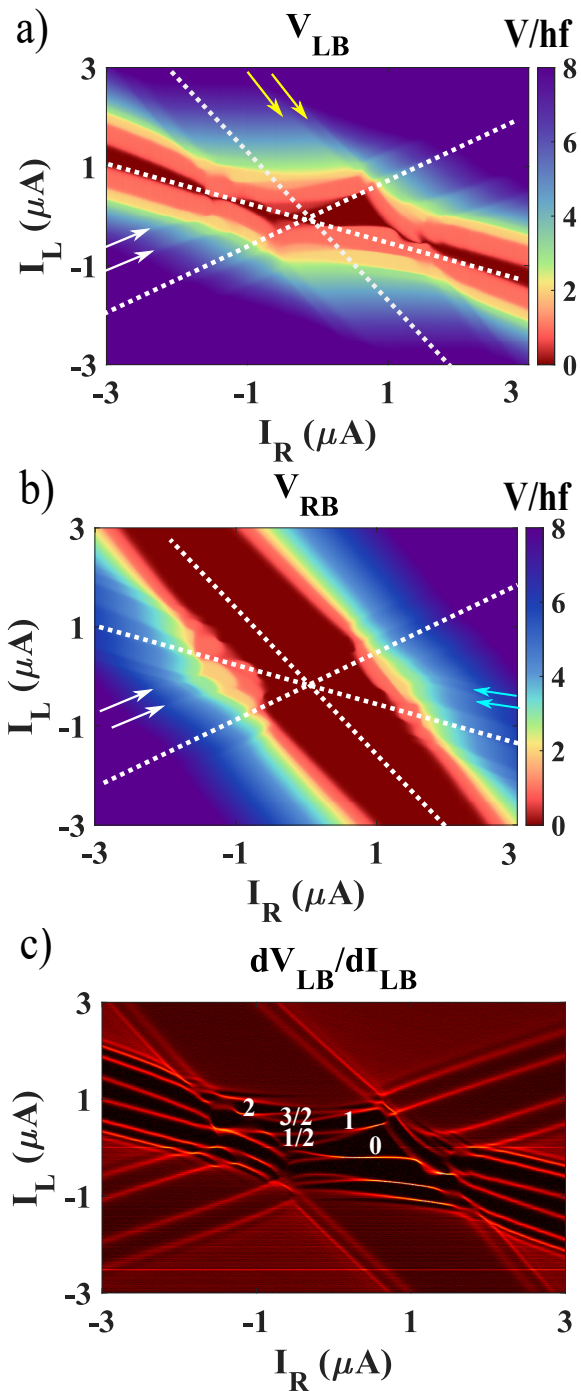 a)
V_LB
V/hf
3
1
-1
-3
I_L (μA)
8
6
4
2
0
-3
-1
1
3
I_R (μA)
b)
V_RB
V/hf
3
1
-1
-3
I_L (μA)
8
6
4
2
0
-3
-1
1
3
I_R (μA)
c)
dV_LB/dI_LB
3
1
-1
-3
I_L (μA)
2
3/2
1
1/2
0
-3
-1
1
3
I_R (μA)